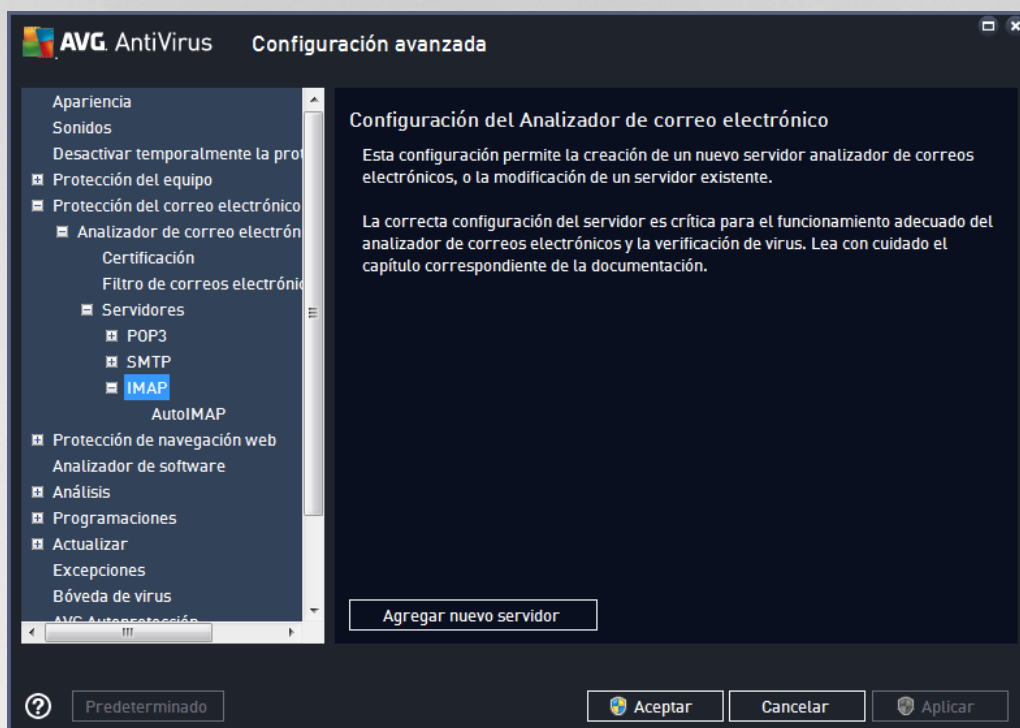 AVG. AntiVirus Configuración avanzada
Apariencia
Sonidos
Desactivar temporalmente la prot
Protección del equipo
Protección del correo electrónico
Analizador de correo electrón
Certificación
Filtro de correos electrónic
Servidores
POP3
SMTP
IMAP
AutoIMAP
Protección de navegación web
Analizador de software
Análisis
Programaciones
Actualizar
Excepciones
Bóveda de virus
AVG Autoprotección
Configuración del Analizador de correo electrónico
Esta configuración permite la creación de un nuevo servidor analizador de correos
electrónicos, o la modificación de un servidor existente.
La correcta configuración del servidor es crítica para el funcionamiento adecuado del
analizador de correos electrónicos y la verificación de virus. Lea con cuidado el
capítulo correspondiente de la documentación.
Agregar nuevo servidor
? Predeterminado Aceptar Cancelar Aplicar